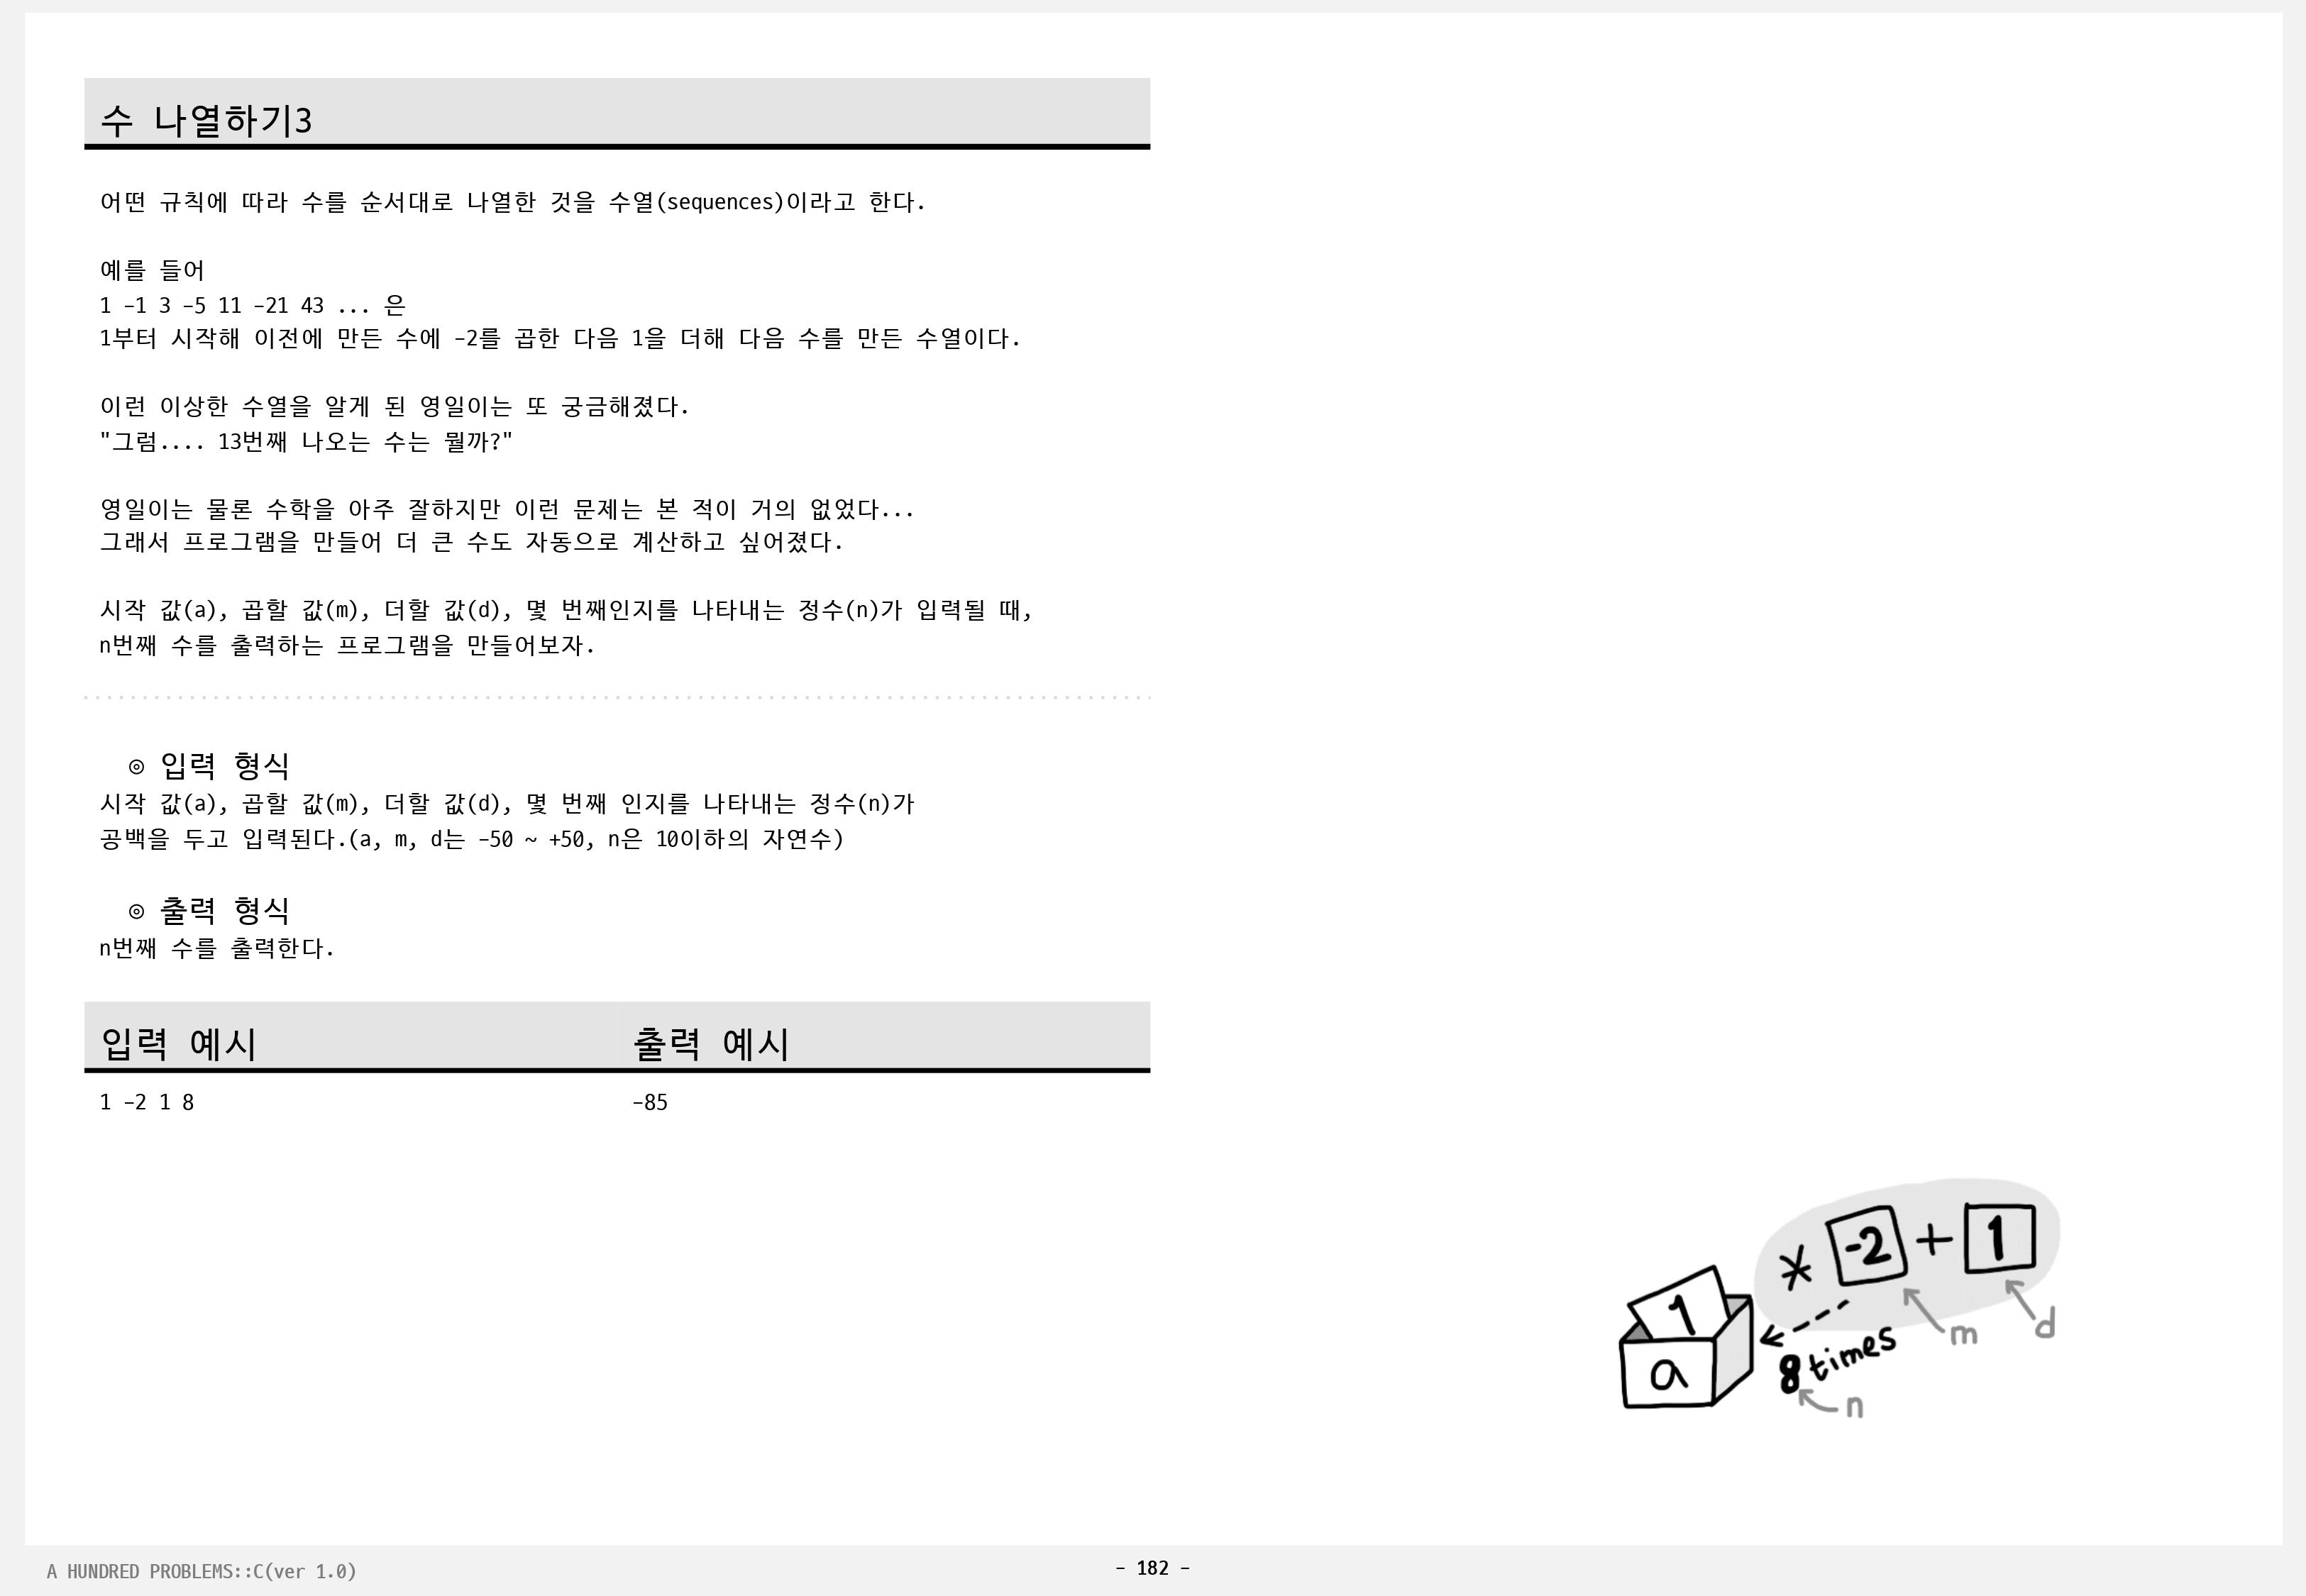 수 나열하기3
어떤 규칙에 따라 수를 순서대로 나열한 것을 수열(sequences)이라고 한다.
예를 들어
1 -1 3 -5 11 -21 43 ... 은
1부터 시작해 이전에 만든 수에 -2를 곱한 다음 1을 더해 다음 수를 만든 수열이다.
이런 이상한 수열을 알게 된 영일이는 또 궁금해졌다.
"그럼.... 13번째 나오는 수는 뭘까?"
영일이는 물론 수학을 아주 잘하지만 이런 문제는 본 적이 거의 없었다...
그래서 프로그램을 만들어 더 큰 수도 자동으로 계산하고 싶어졌다.
시작 값(a), 곱할 값(m), 더할 값(d), 몇 번째인지를 나타내는 정수(n)가 입력될 때,
n번째 수를 출력하는 프로그램을 만들어보자.
◎ 입력 형식
시작 값(a), 곱할 값(m), 더할 값(d), 몇 번째 인지를 나타내는 정수(n)가
공백을 두고 입력된다.(a, m, d는 -50 ~ +50, n은 10이하의 자연수)
◎ 출력 형식
n번째 수를 출력한다.
입력 예시 출력 예시
1 -2 1 8 -85
* -2 + 1
1
m d
a
8 times
n
A HUNDRED PROBLEMS::C(ver 1.0)
- 182 -